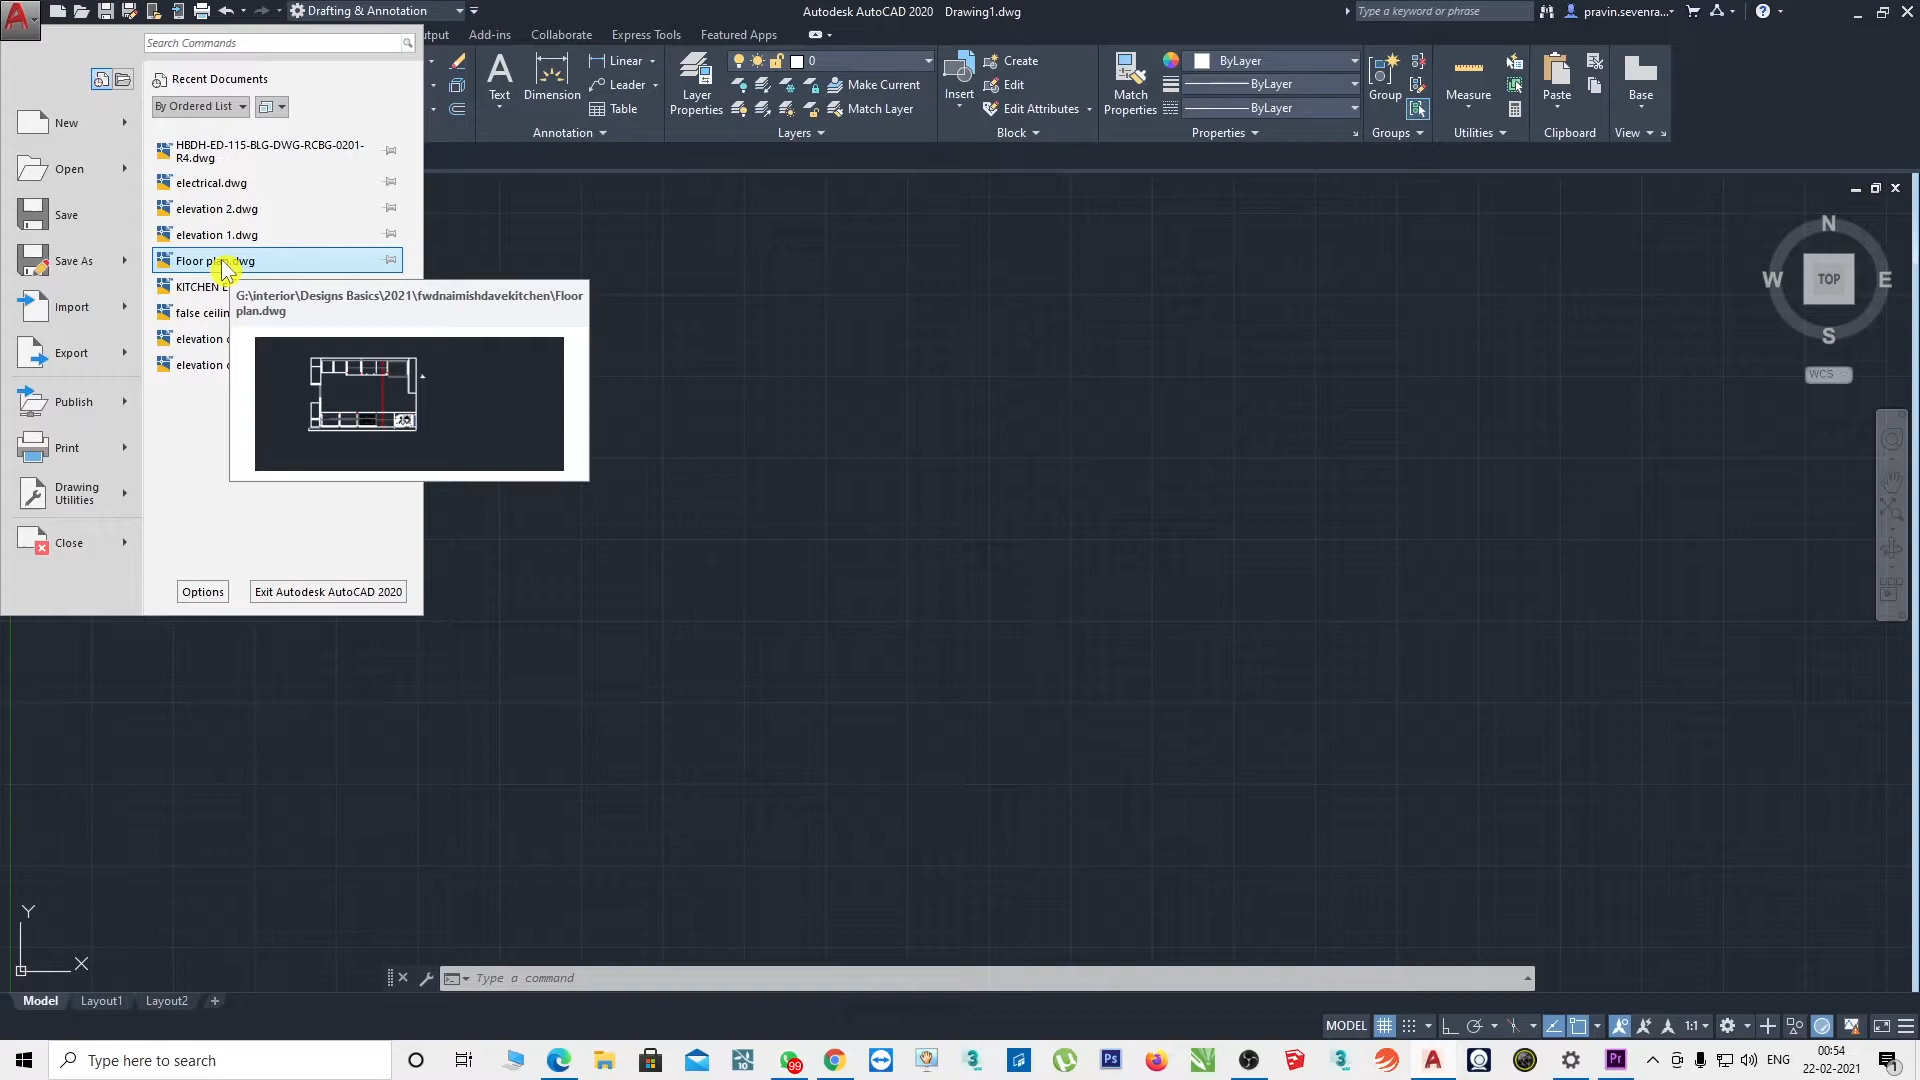 Drafting & Annotation
Autodesk AutoCAD 2020 Drawing1.dwg
Type a keyword or phrase
pravin.sevenra...
Search Commands
utput Add-ins Collaborate Express Tools Featured Apps
Recent Documents
By Ordered List
New
Open
Save
Save As
Import
Export
Publish
Print
Drawing
Utilities
Close
HBDH-ED-115-BLG-DWG-RCBG-0201-
R4.dwg
electrical.dwg
elevation 2.dwg
elevation 1.dwg
Floor plan.dwg
KITCHEN
false ceilin
elevation
elevation
G:\interior\Designs Basics\2021\fwdnaimishdavekitchen\Floor
plan.dwg
Options
Exit Autodesk AutoCAD 2020
Text
Dimension
Linear
Leader
Table
Annotation
Layer
Properties
0
Make Current
Match Layer
Layers
Insert
Create
Edit
Edit Attributes
Block
Match
Properties
ByLayer
ByLayer
ByLayer
Properties
Group
Groups
Measure
Utilities
Paste
Clipboard
Base
View
N
W TOP E
S
WCS
Y
X
Type a command
Model Layout1 Layout2
MODEL
1:1
Type here to search
99
ENG
00:54
22-02-2021